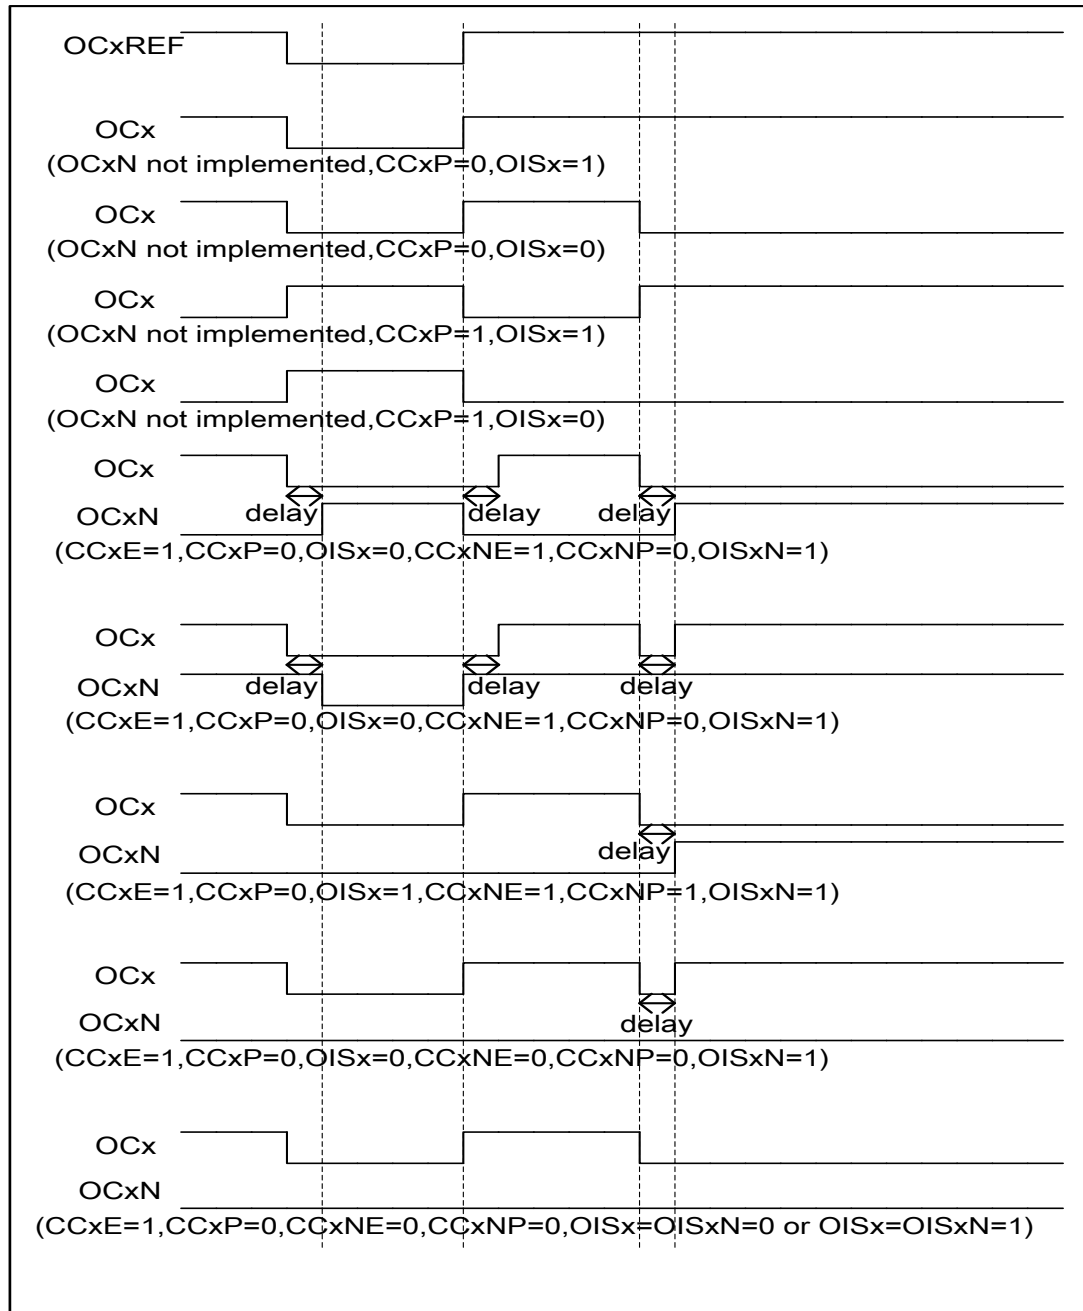 OCxREF
OCx
(OCxN not implemented,CCxP=0,OISx=1)
OCx
(OCxN not implemented,CCxP=0,OISx=0)
OCx
(OCxN not implemented,CCxP=1,OISx=1)
OCx
(OCxN not implemented,CCxP=1,OISx=0)
OCx
OCxN delay delay delay
(CCxE=1,CCxP=0,OISx=0,CCxNE=1,CCxNP=0,OISxN=1)
OCx
OCxN delay delay delay
(CCxE=1,CCxP=0,OISx=0,CCxNE=1,CCxNP=0,OISxN=1)
OCx
OCxN delay
(CCxE=1,CCxP=0,OISx=1,CCxNE=1,CCxNP=1,OISxN=1)
OCx
OCxN delay
(CCxE=1,CCxP=0,OISx=0,CCxNE=0,CCxNP=0,OISxN=1)
OCx
OCxN
(CCxE=1,CCxP=0,CCxNE=0,CCxNP=0,OISx=OISxN=0 or OISx=OISxN=1)